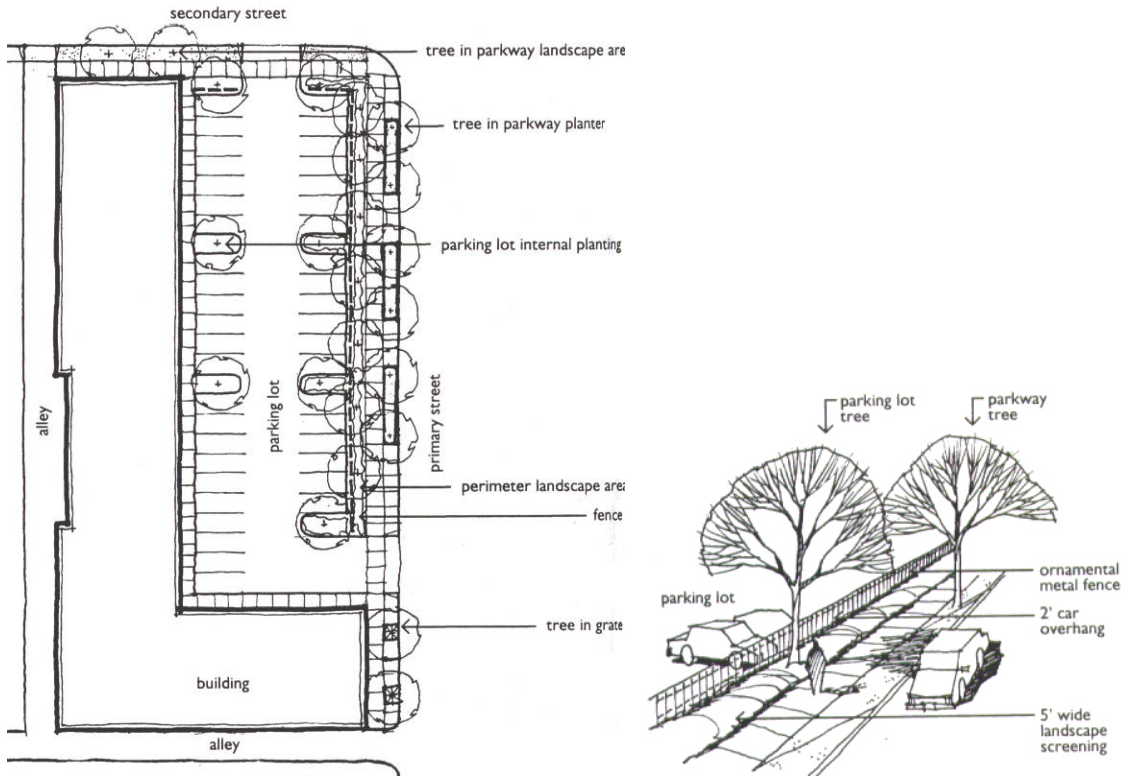 secondary street
tree in parkway landscape are
tree in parkway planter
parking lot internal planting
alley
parking lot
primary street
perimeter landscape area
fence
tree in grate
building
alley
parking lot
tree
parkway
tree
parking lot
ornamental
metal fence
2' car
overhang
5' wide
landscape
screening